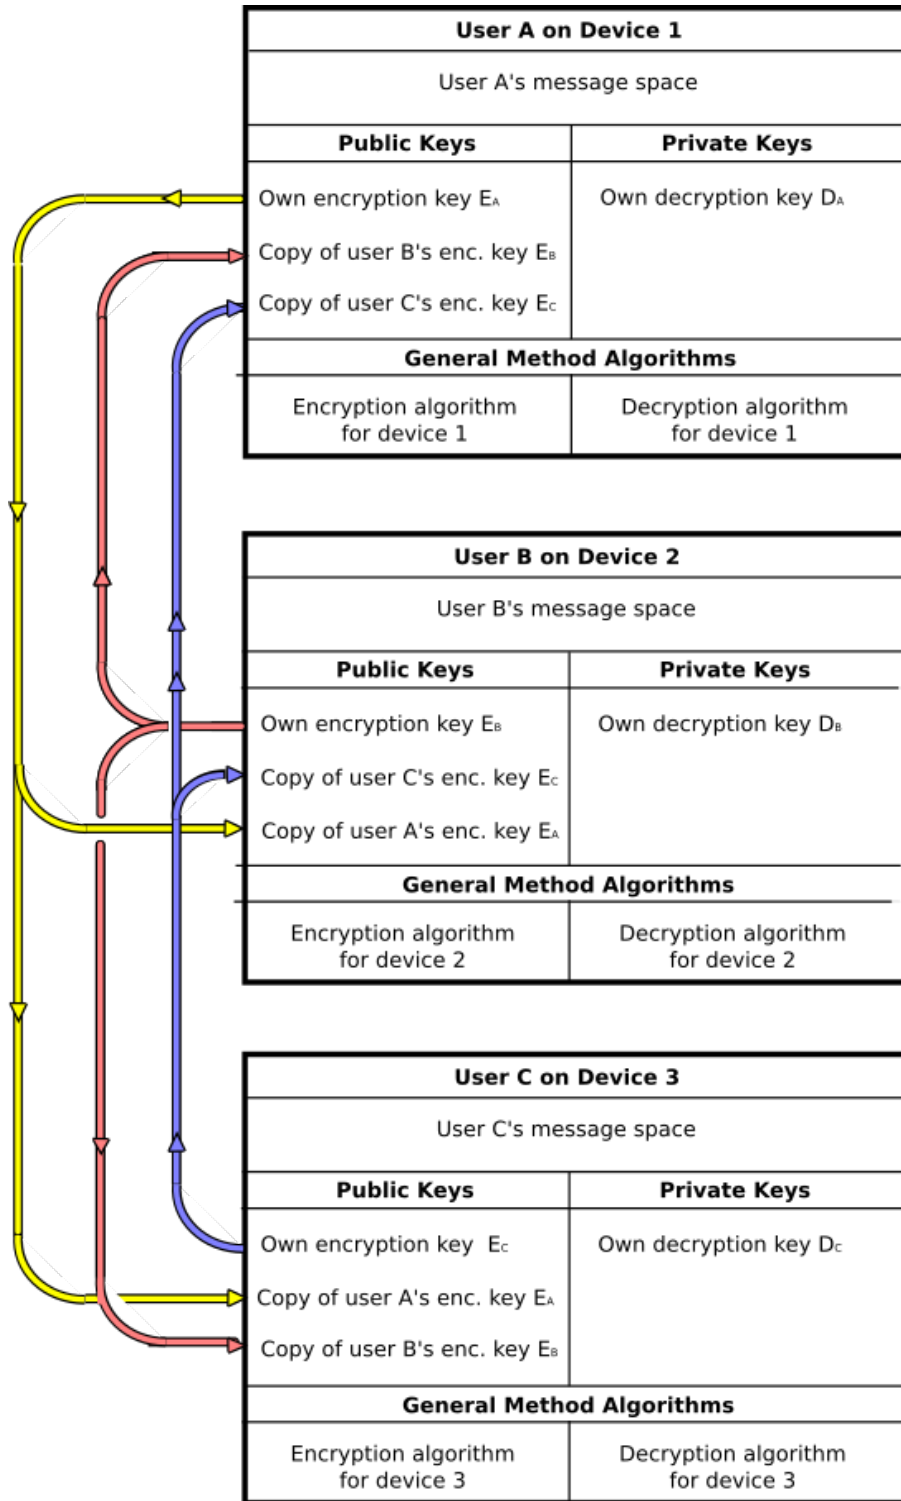 User A on Device 1
User A's message space
Public Keys
Private Keys
Own encryption key EA
Own decryption key DA
Copy of user B's enc. key EB
Copy of user C's enc. key EC
General Method Algorithms
Encryption algorithm
for device 1
Decryption algorithm
for device 1
User B on Device 2
User B's message space
Public Keys
Private Keys
Own encryption key EB
Own decryption key DB
Copy of user C's enc. key EC
Copy of user A's enc. key EA
General Method Algorithms
Encryption algorithm
for device 2
Decryption algorithm
for device 2
User C on Device 3
User C's message space
Public Keys
Private Keys
Own encryption key EC
Own decryption key DC
Copy of user A's enc. key EA
Copy of user B's enc. key EB
General Method Algorithms
Encryption algorithm
for device 3
Decryption algorithm
for device 3